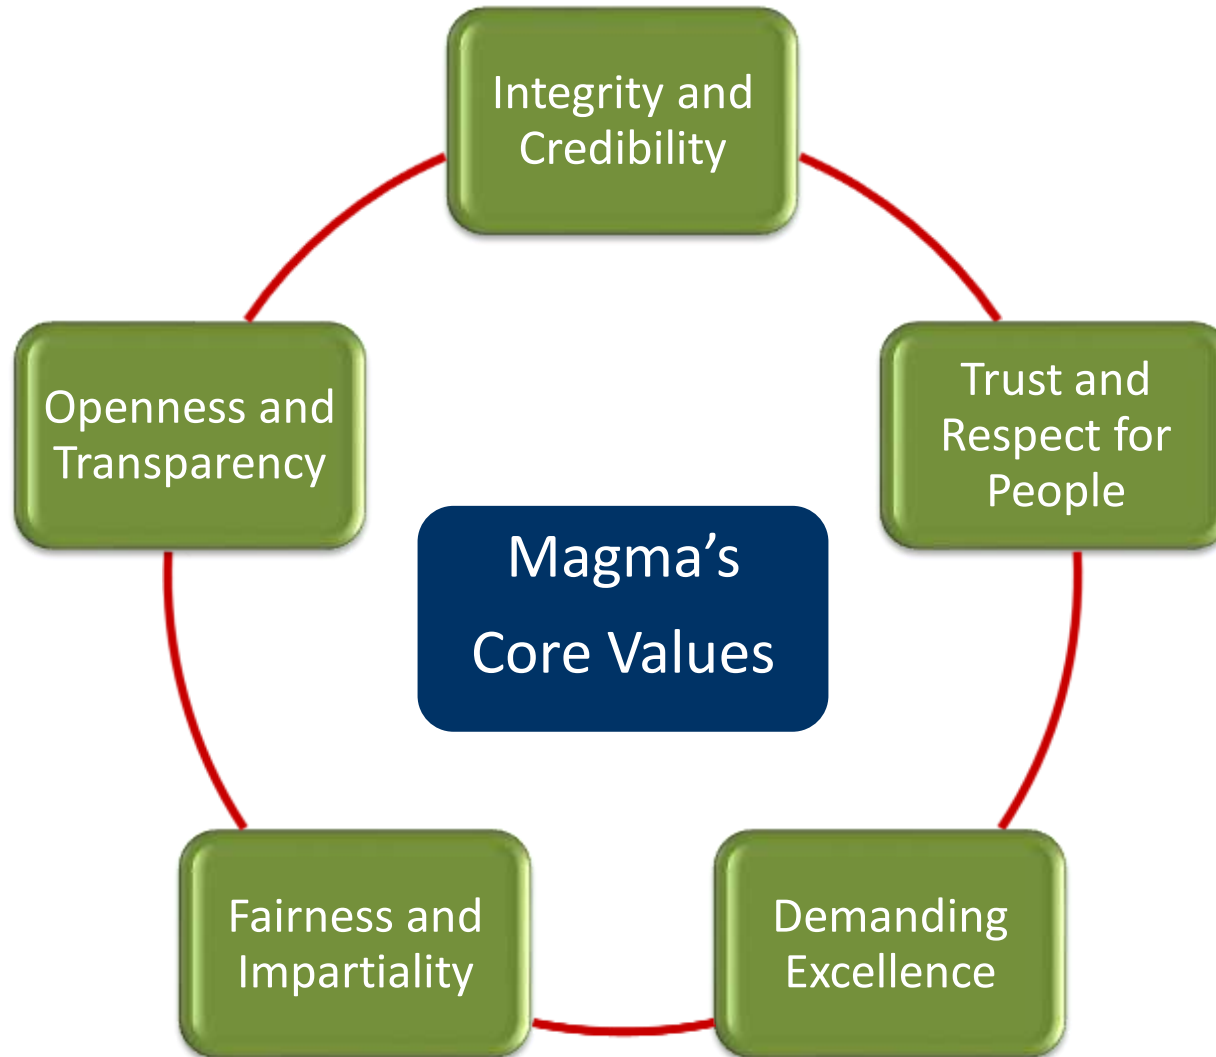 Integrity and
Credibility
Openness and
Transparency
Trust and
Respect for
People
Magma’s
Core Values
Fairness and
Impartiality
Demanding
Excellence